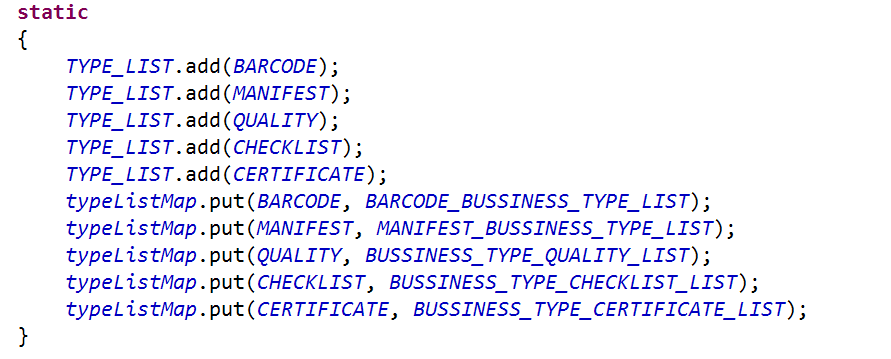 static
{
TYPE_LIST.add(BARCODE);
TYPE_LIST.add(MANIFEST);
TYPE_LIST.add(QUALITY);
TYPE_LIST.add(CHECKLIST);
TYPE_LIST.add(CERTIFICATE);
typeListMap.put(BARCODE, BARCODE_BUSSINESS_TYPE_LIST);
typeListMap.put(MANIFEST, MANIFEST_BUSSINESS_TYPE_LIST);
typeListMap.put(QUALITY, BUSSINESS_TYPE_QUALITY_LIST);
typeListMap.put(CHECKLIST, BUSSINESS_TYPE_CHECKLIST_LIST);
typeListMap.put(CERTIFICATE, BUSSINESS_TYPE_CERTIFICATE_LIST);
}